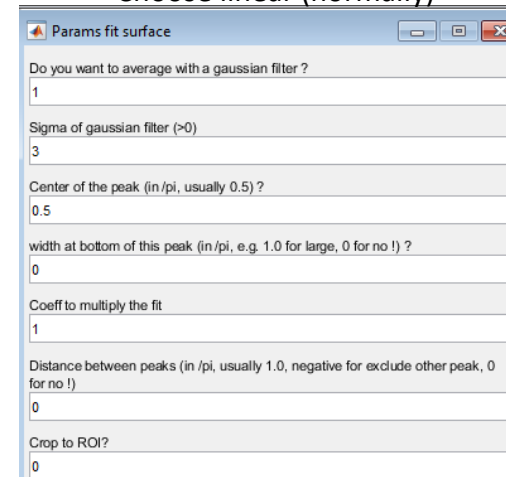 Choose linear (normally)
Params fit surface
Do you want to average with a gaussian filter ?
1
Sigma of gaussian filter (>0)
3
Center of the peak (in /pi, usually 0.5) ?
0.5
width at bottom of this peak (in /pi, e.g. 1.0 for large, 0 for no !) ?
0
Coeff to multiply the fit
1
Distance between peaks (in /pi, usually 1.0, negative for exclude other peak, 0
for no !)
0
Crop to ROI?
0